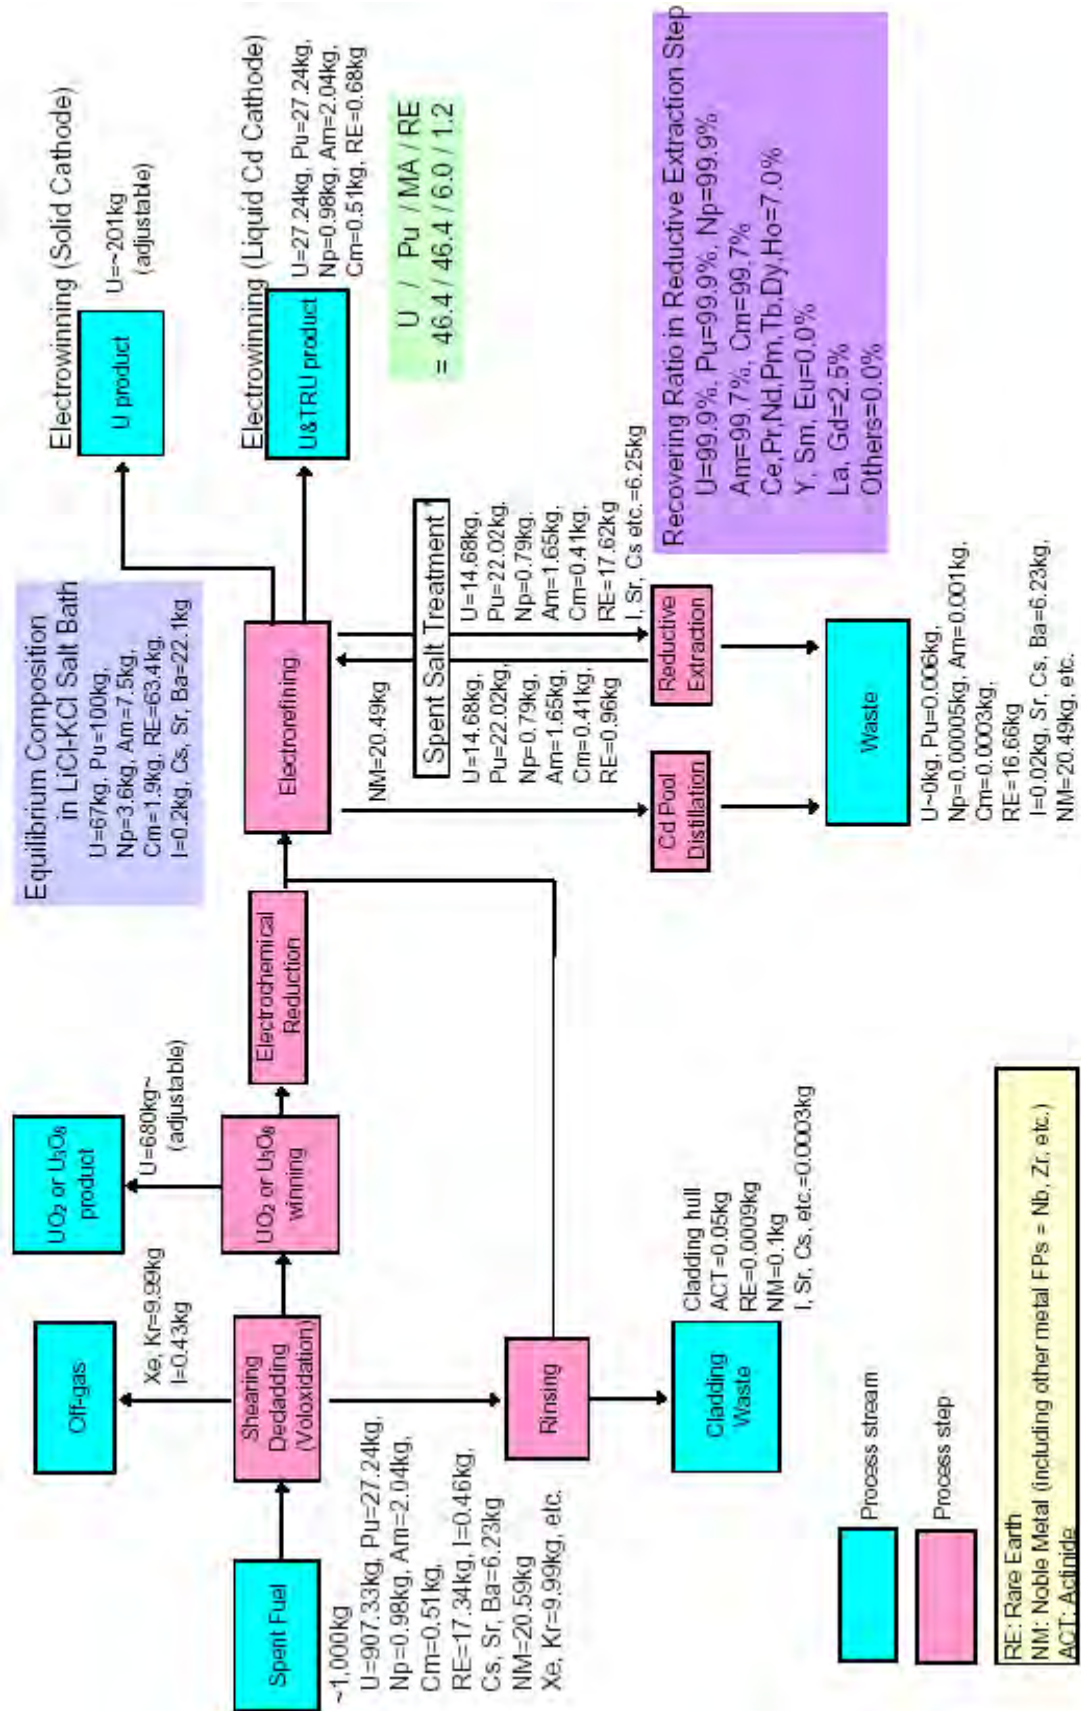 Spent Fuel
~1,000kg
U=907.33kg, Pu=27.24kg,
Np=0.98kg, Am=2.04kg,
Cm=0.51kg,
RE=17.34kg, I=0.46kg,
Cs, Sr, Ba=6.23kg
NM=20.59kg
Xe, Kr=9.99kg, etc.
Off-gas
Xe, Kr=9.99kg
I=0.43kg
Shearing
Decladding
(Voloxidation)
UO₂ or U₃O₈
product
U=680kg~
(adjustable)
UO₂ or U₃O₈
winning
Electrochemical
Reduction
Rinsing
Cladding
Waste
Cladding hull
ACT=0.05kg
RE=0.0009kg
NM=0.1kg
I, Sr, Cs, etc.=0.0003kg
Equilibrium Composition
in LiCl-KCl Salt Bath
U=67kg, Pu=100kg,
Np=3.6kg, Am=7.5kg,
Cm=1.9kg, RE=63.4kg,
I=0.2kg, Cs, Sr, Ba=22.1kg
Electrorefining
Electrowinning (Solid Cathode)
U product
U=~201kg
(adjustable)
Electrowinning (Liquid Cd Cathode)
U&TRU product
U=27.24kg, Pu=27.24kg,
Np=0.98kg, Am=2.04kg,
Cm=0.51kg, RE=0.68kg
U / Pu / MA / RE
= 46.4 / 46.4 / 6.0 / 1.2
NM=20.49kg
Spent Salt Treatment
U=14.68kg,
Pu=22.02kg,
Np=0.79kg,
Am=1.65kg,
Cm=0.41kg,
RE=0.96kg
U=14.68kg,
Pu=22.02kg,
Np=0.79kg,
Am=1.65kg,
Cm=0.41kg,
RE=17.62kg
I, Sr, Cs etc.=6.25kg
Cd Pool
Distillation
Reductive
Extraction
Waste
U~0kg, Pu=0.006kg,
Np=0.00005kg, Am=0.001kg,
Cm=0.0003kg,
RE=16.66kg
I=0.02kg, Sr, Cs, Ba=6.23kg,
NM=20.49kg, etc.
Recovering Ratio in Reductive Extraction Step
U=99.9%, Pu=99.9%, Np=99.9%
Am=99.7%, Cm=99.7%
Ce,Pr,Nd,Pm,Tb,Dy,Ho=7.0%
Y, Sm, Eu=0.0%
La, Gd=2.5%
Others=0.0%
Process stream
Process step
RE: Rare Earth
NM: Noble Metal (including other metal FPs = Nb, Zr, etc.)
ACT: Actinide